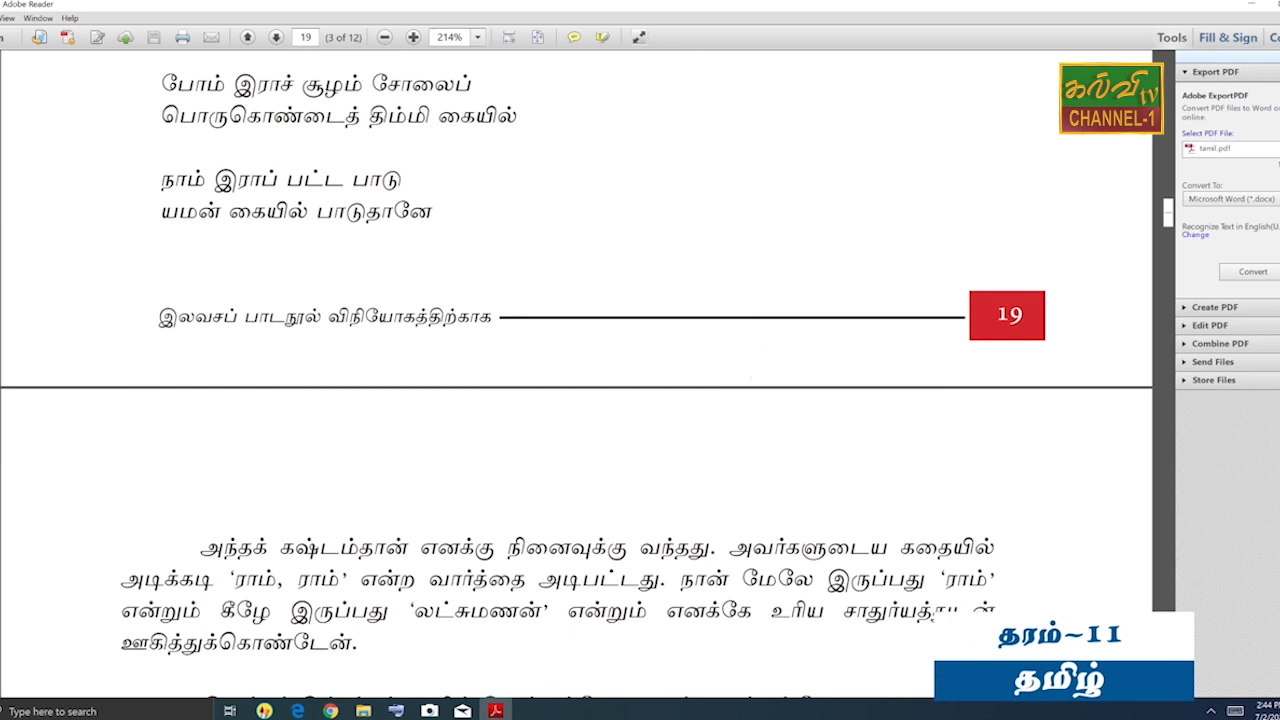 Adobe Reader
View Window Help
19 (3 of 12) 214% Tools Fill & Sign
போம் இராச் சூழம் சோலைப்
பொருகொண்டைத் திம்மி கையில்
நாம் இராப் பட்ட பாடு
யமன் கையில் பாடுதானே
இலவசப் பாடநூல் விநியோகத்திற்காக 19
அந்தக் கஷ்டம்தான் எனக்கு நினைவுக்கு வந்தது. அவர்களுடைய கதையில்
அடிக்கடி ‘ராம், ராம்’ என்ற வார்த்தை அடிபட்டது. நான் மேலே இருப்பது ‘ராம்’
என்றும் கீழே இருப்பது ‘லட்சுமணன்’ என்றும் எனக்கே உரிய
ஊகித்துக்கொண்டேன்.
கல்வி tv
CHANNEL-1
Export PDF
Adobe ExportPDF
Convert PDF files to Word
online.
Select PDF File:
tamil.pdf
Convert To:
Microsoft Word (*.docx)
Recognize Text in English(U.
Change
Convert
Create PDF
Edit PDF
Combine PDF
Send Files
Store Files
தரம்~11
தமிழ்
Type here to search
2:44